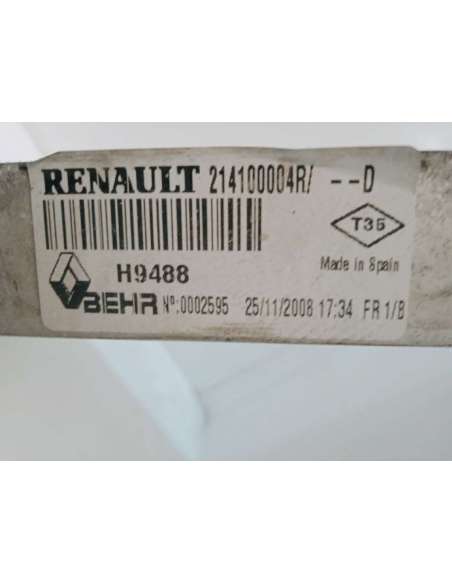 RENAULT 214100004R/ --D
T35
H9488
Made in Spain
BEHR Nº:0002595 25/11/2008 17:34 FR 1/B